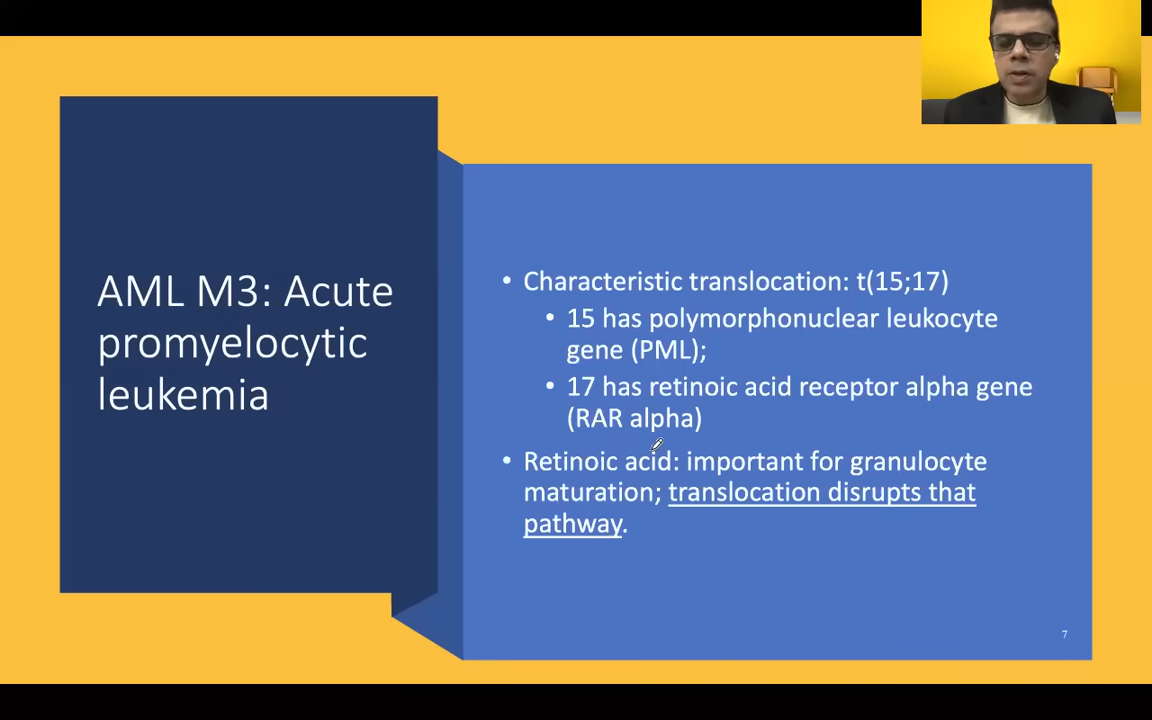 AML M3: Acute
promyelocytic
leukemia
• Characteristic translocation: t(15;17)
• 15 has polymorphonuclear leukocyte
gene (PML);
• 17 has retinoic acid receptor alpha gene
(RAR alpha)
• Retinoic acid: important for granulocyte
maturation; translocation disrupts that
pathway.
7